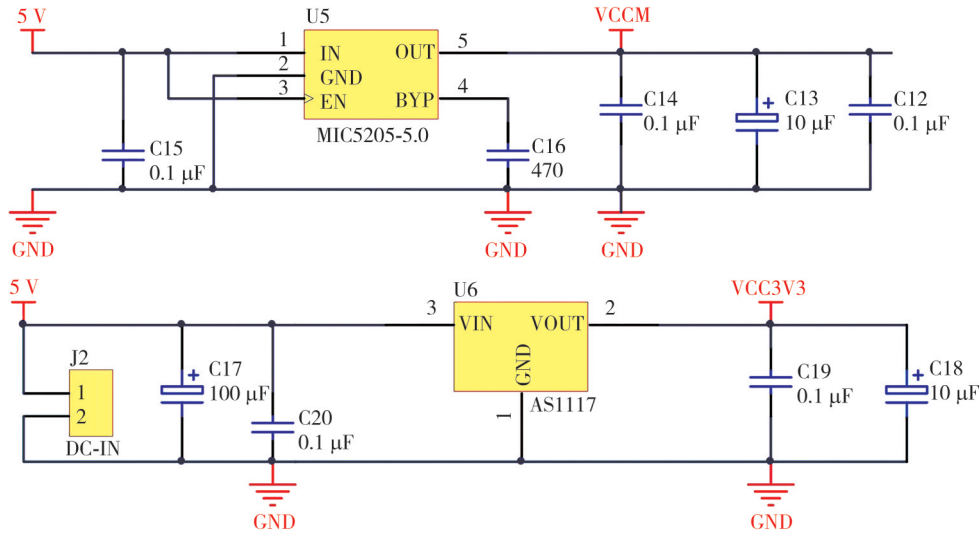 5 V
U5
VCCM
1
IN
OUT
5
2
GND
3
EN
BYP
4
MIC5205-5.0
C15
0.1 µF
C16
470
C14
0.1 µF
C13
10 µF
C12
0.1 µF
GND
GND
GND
5 V
U6
VCC3V3
3
VIN
VOUT
2
GND
1
AS1117
J2
1
2
DC-IN
C17
100 µF
C20
0.1 µF
C19
0.1 µF
C18
10 µF
GND
GND